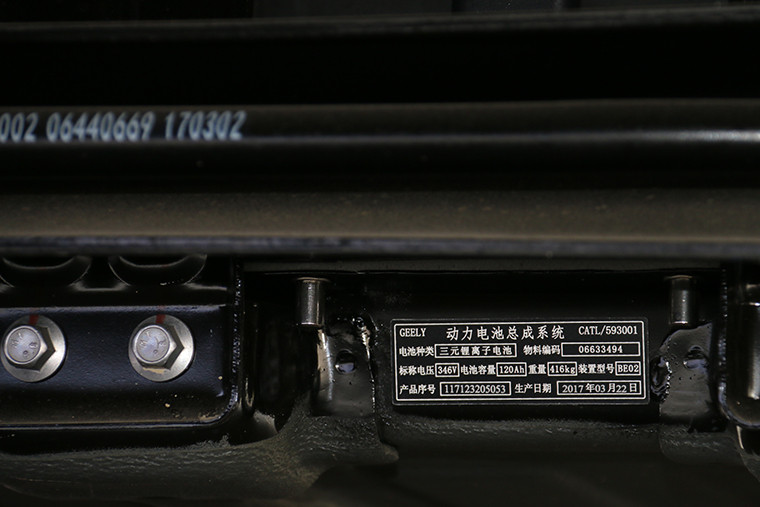 002 06440669 170302
GEELY 动力电池总成系统 CATL/593001
电池种类 三元锂离子电池 物料编码 06633494
标称电压 346V 电池容量 120Ah 重量 416kg 装置型号 BE02
产品序号 117123205053 生产日期 2017年03月22日